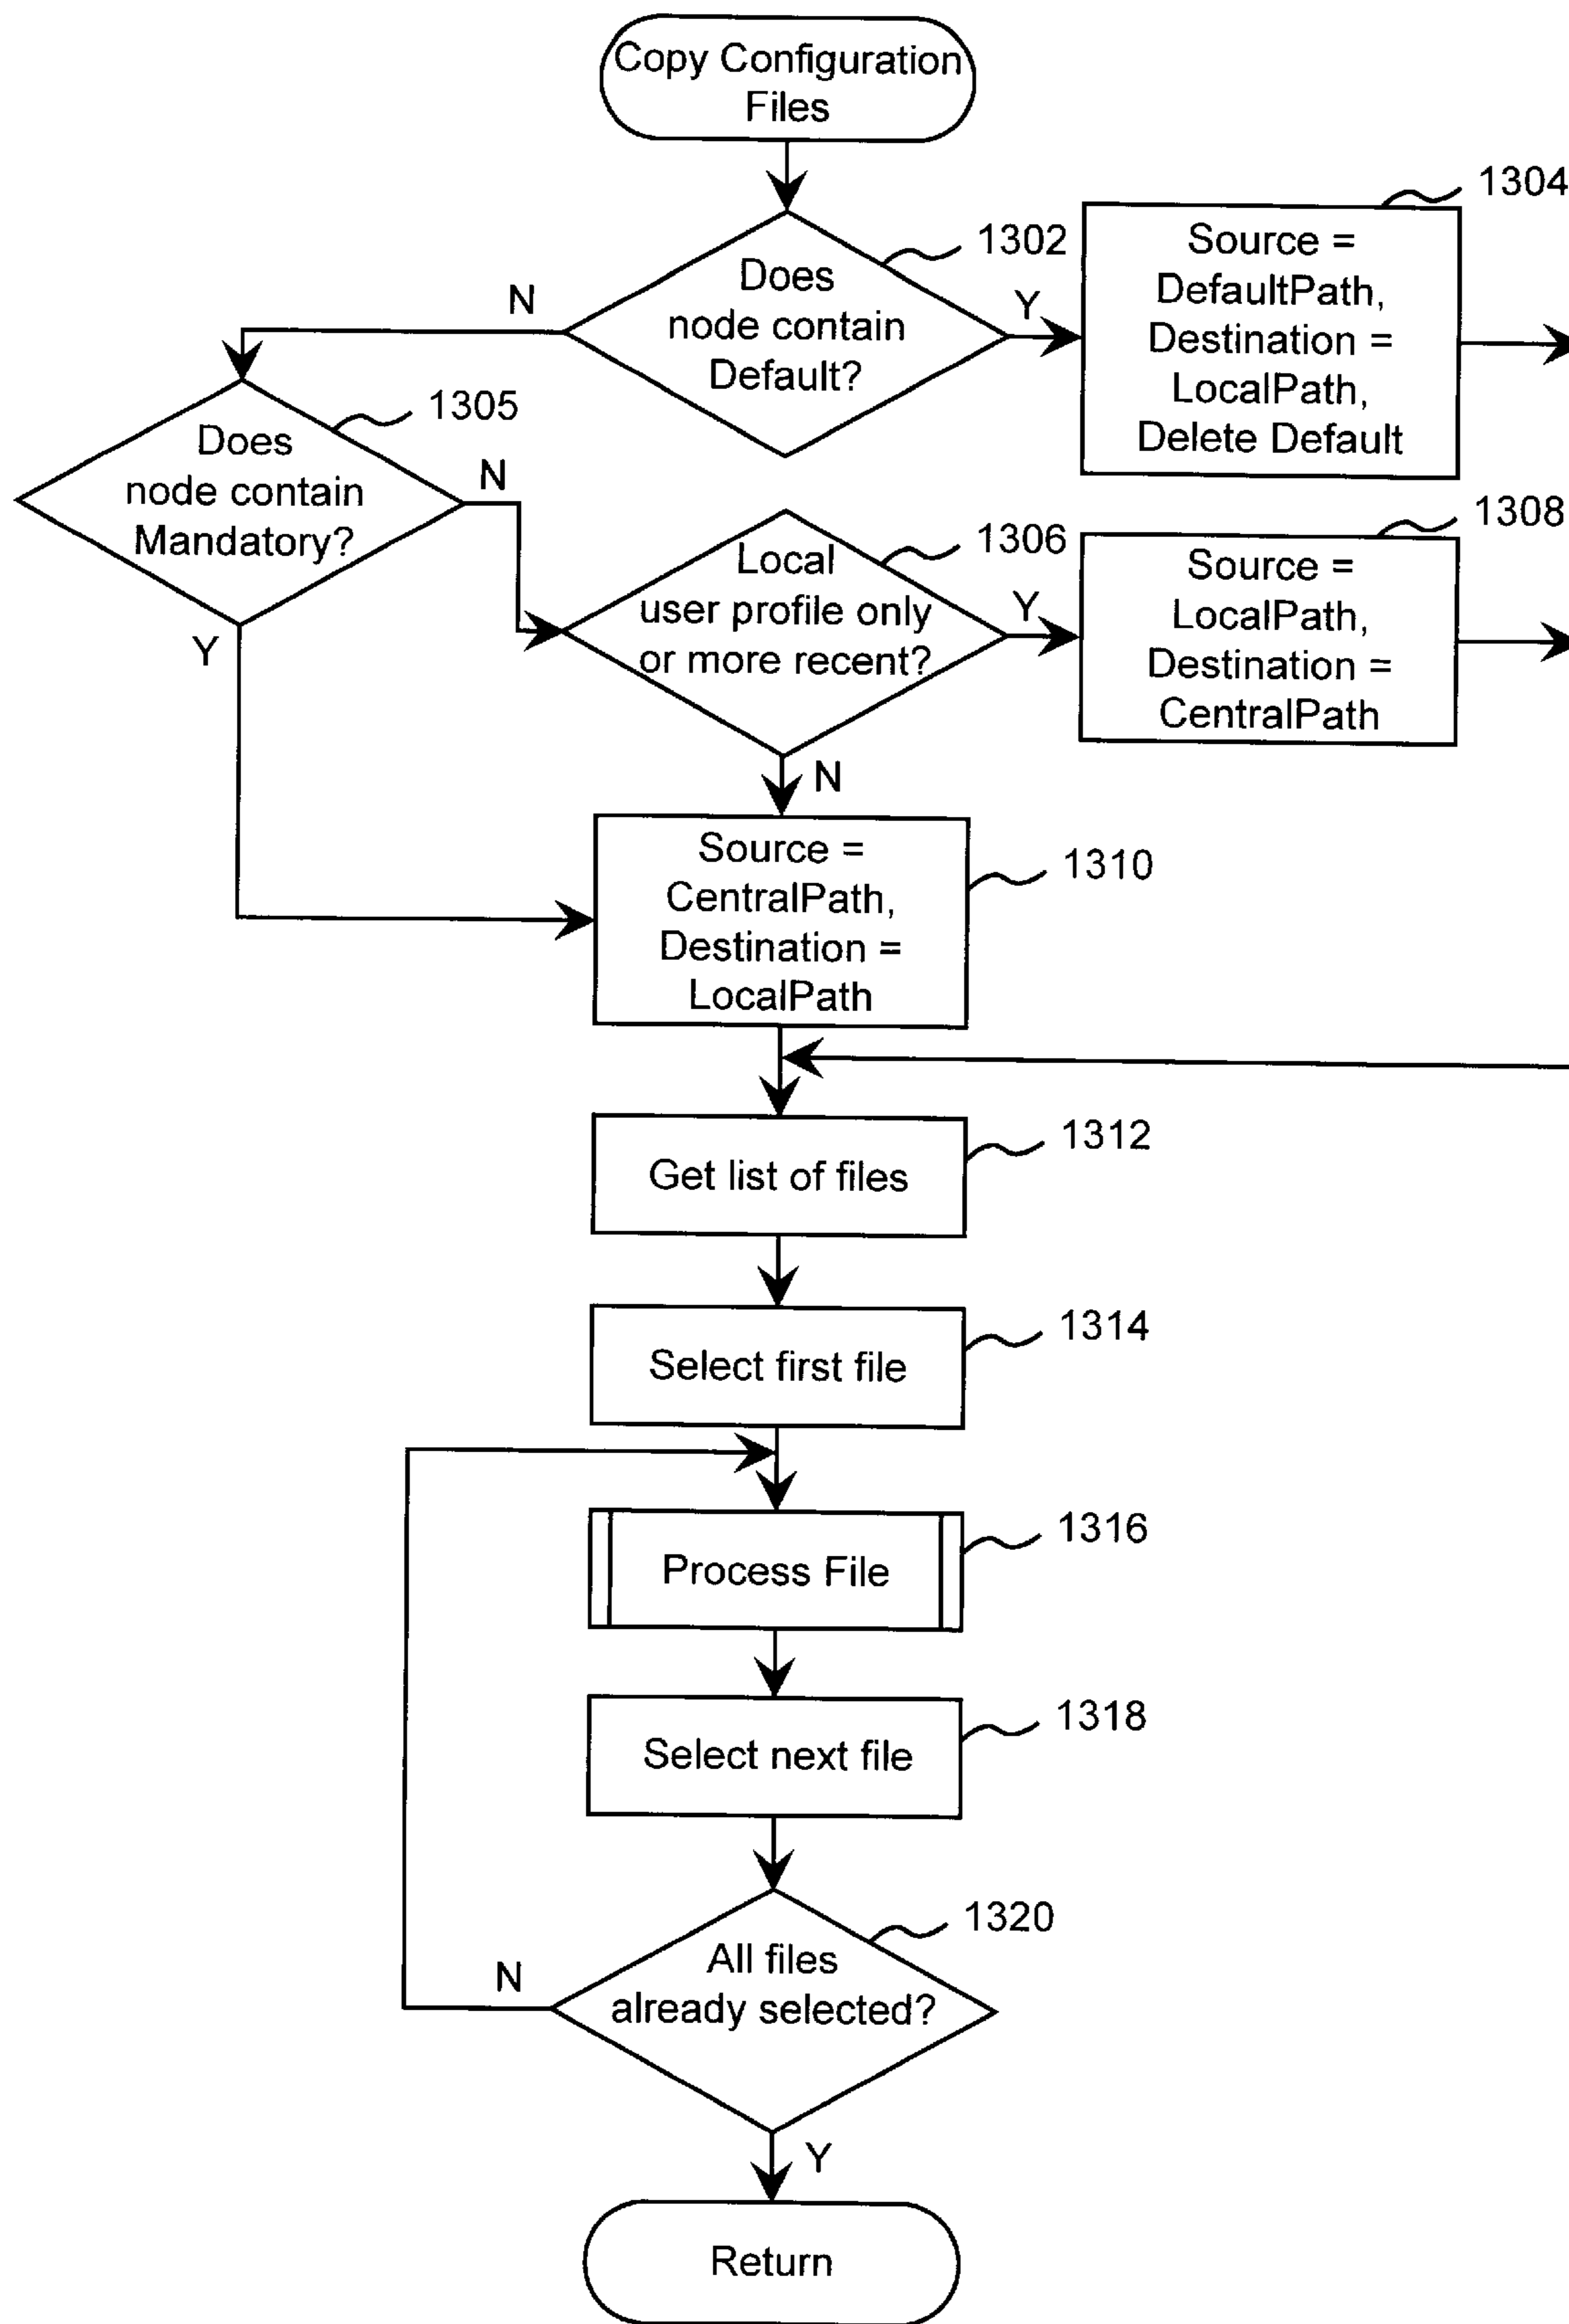 Copy Configuration
Files
1304
1302
Does
node contain
Default?
N
Y
Source =
DefaultPath,
Destination =
LocalPath,
Delete Default
1305
Does
node contain
Mandatory?
N
Y
1306
Local
user profile only
or more recent?
Y
N
1308
Source =
LocalPath,
Destination =
CentralPath
Source =
CentralPath,
Destination =
LocalPath
1310
1312
Get list of files
1314
Select first file
1316
Process File
1318
Select next file
1320
All files
already selected?
N
Y
Return